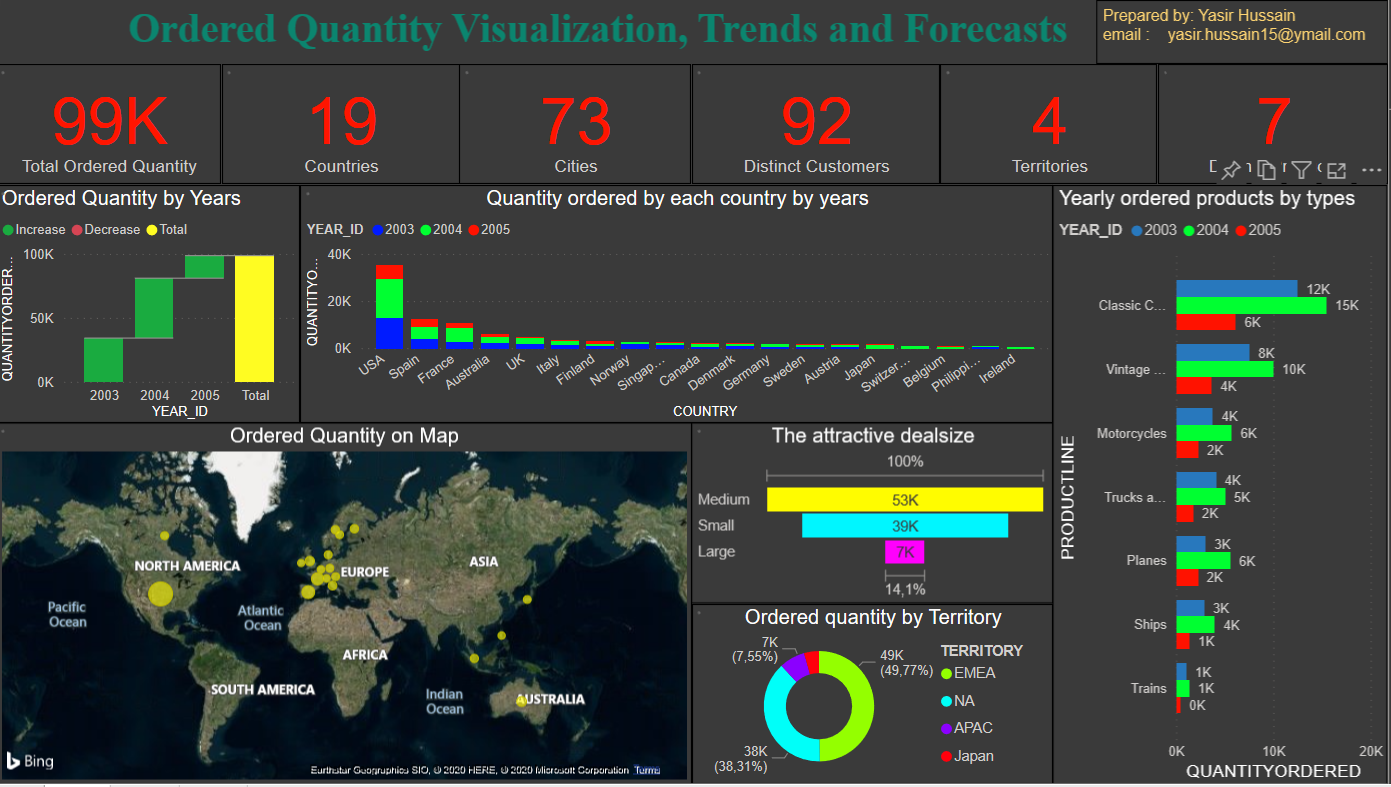 Ordered Quantity Visualization, Trends and Forecasts
Prepared by: Yasir Hussain
email : yasir.hussain15@ymail.com
99K
Total Ordered Quantity
19
Countries
73
Cities
92
Distinct Customers
4
Territories
7
Ordered Quantity by Years
Increase Decrease Total
QUANTITYORDER...
100K
50K
0K
2003 2004 2005 Total
YEAR_ID
Quantity ordered by each country by years
YEAR_ID 2003 2004 2005
QUANTITYO...
40K
20K
0K
USA Spain France Australia UK Italy Finland Norway Singap... Canada Denmark Germany Sweden Austria Japan Switzer... Belgium Philippi... Ireland
COUNTRY
Yearly ordered products by types
YEAR_ID 2003 2004 2005
PRODUCTLINE
Classic C... 12K 15K 6K
Vintage ... 8K 10K 4K
Motorcycles 4K 6K 2K
Trucks a... 4K 5K 2K
Planes 3K 6K 2K
Ships 3K 4K 1K
Trains 1K 1K 0K
0K 10K 20K
QUANTITYORDERED
Ordered Quantity on Map
NORTH AMERICA
EUROPE
ASIA
Pacific
Ocean
Atlantic
Ocean
AFRICA
SOUTH AMERICA
Indian
Ocean
AUSTRALIA
Bing
Earthstar Geographics SIO, © 2020 HERE, © 2020 Microsoft Corporation Terms
The attractive dealsize
100%
Medium 53K
Small 39K
Large 7K
14,1%
Ordered quantity by Territory
7K
(7,55%)
49K
(49,77%)
38K
(38,31%)
TERRITORY
EMEA
NA
APAC
Japan